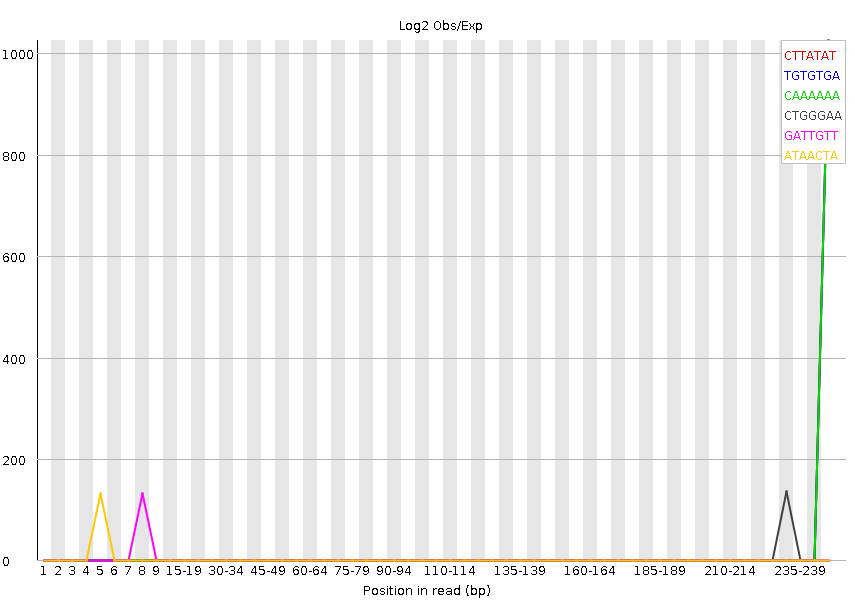 Log2 Obs/Exp
1000
800
600
400
200
0
CTTATAT
TGTGTGA
CAAAAAA
CTGGGAA
GATTGTT
ATAACTA
1 2 3 4 5 6 7 8 9 15-19 30-34 45-49 60-64 75-79 90-94 110-114 135-139 160-164 185-189 210-214 235-239
Position in read (bp)